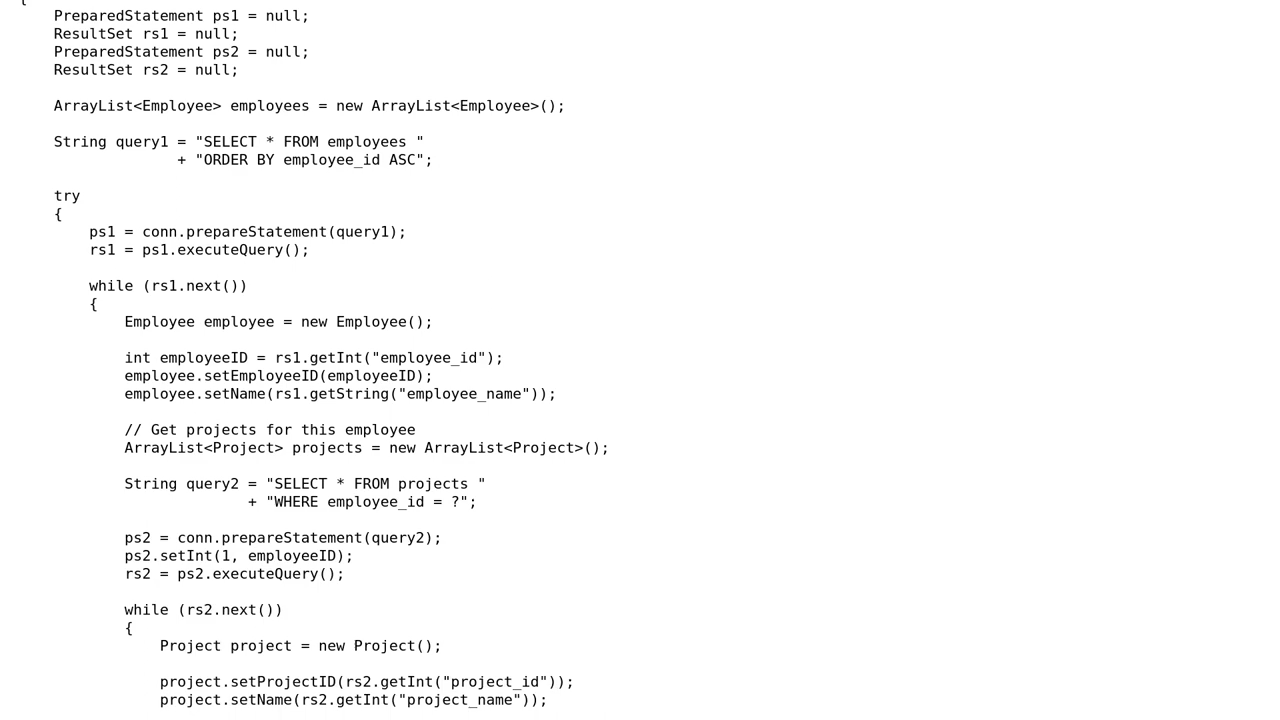 {
PreparedStatement ps1 = null;
ResultSet rs1 = null;
PreparedStatement ps2 = null;
ResultSet rs2 = null;
ArrayList<Employee> employees = new ArrayList<Employee>();
String query1 = "SELECT * FROM employees "
+ "ORDER BY employee_id ASC";
try
{
ps1 = conn.prepareStatement(query1);
rs1 = ps1.executeQuery();
while (rs1.next())
{
Employee employee = new Employee();
int employeeID = rs1.getInt("employee_id");
employee.setEmployeeID(employeeID);
employee.setName(rs1.getString("employee_name"));
// Get projects for this employee
ArrayList<Project> projects = new ArrayList<Project>();
String query2 = "SELECT * FROM projects "
+ "WHERE employee_id = ?";
ps2 = conn.prepareStatement(query2);
ps2.setInt(1, employeeID);
rs2 = ps2.executeQuery();
while (rs2.next())
{
Project project = new Project();
project.setProjectID(rs2.getInt("project_id"));
project.setName(rs2.getInt("project_name"));